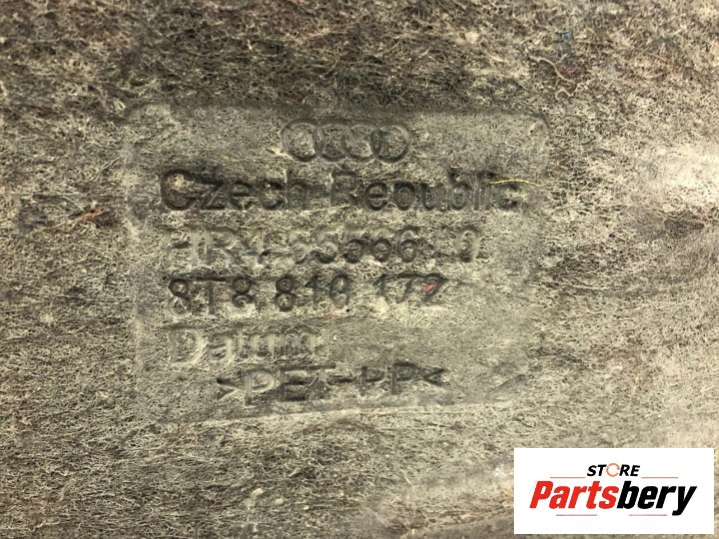 Czech Republic
8T8 810 172
Datum
>PET-PP<
STORE
Partsbery